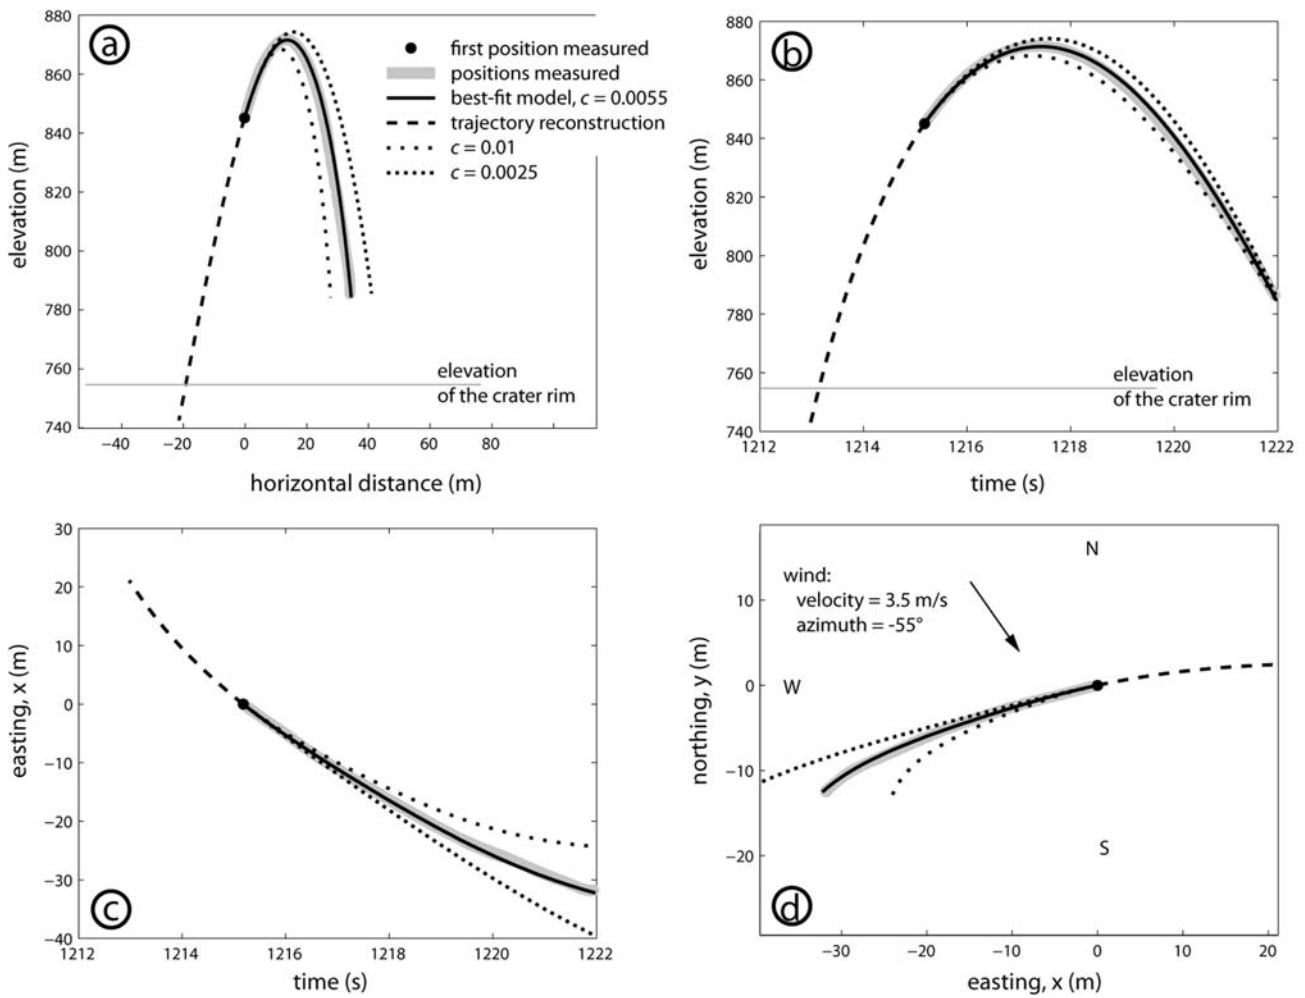 a
880
860
840
820
800
780
760
740
elevation (m)
first position measured
positions measured
best-fit model, c = 0.0055
trajectory reconstruction
c = 0.01
c = 0.0025
elevation
of the crater rim
−40
−20
0
20
40
60
80
horizontal distance (m)
b
880
860
840
820
800
780
760
740
elevation (m)
elevation
of the crater rim
1212
1214
1216
1218
1220
1222
time (s)
30
20
10
0
−10
−20
−30
−40
easting, x (m)
c
1212
1214
1216
1218
1220
1222
time (s)
N
wind:
velocity = 3.5 m/s
azimuth = -55°
10
0
−10
−20
northing, y (m)
W
S
d
−30
−20
−10
0
10
20
easting, x (m)